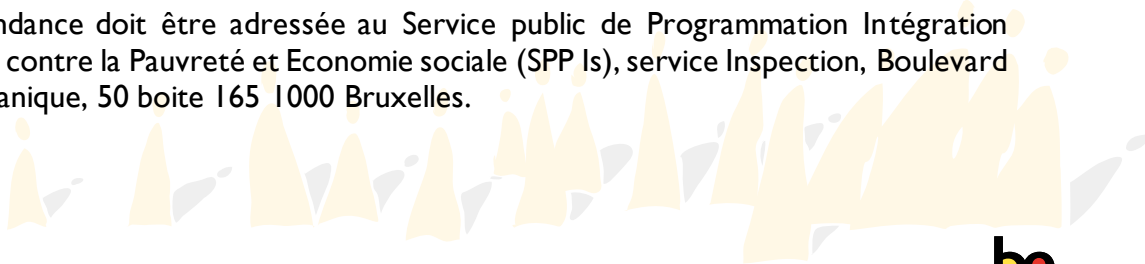 ndance doit être adressée au Service public de Programmation Intégration
contre la Pauvreté et Economie sociale (SPP Is), service Inspection, Boulevard
anique, 50 boite 165 1000 Bruxelles.
be